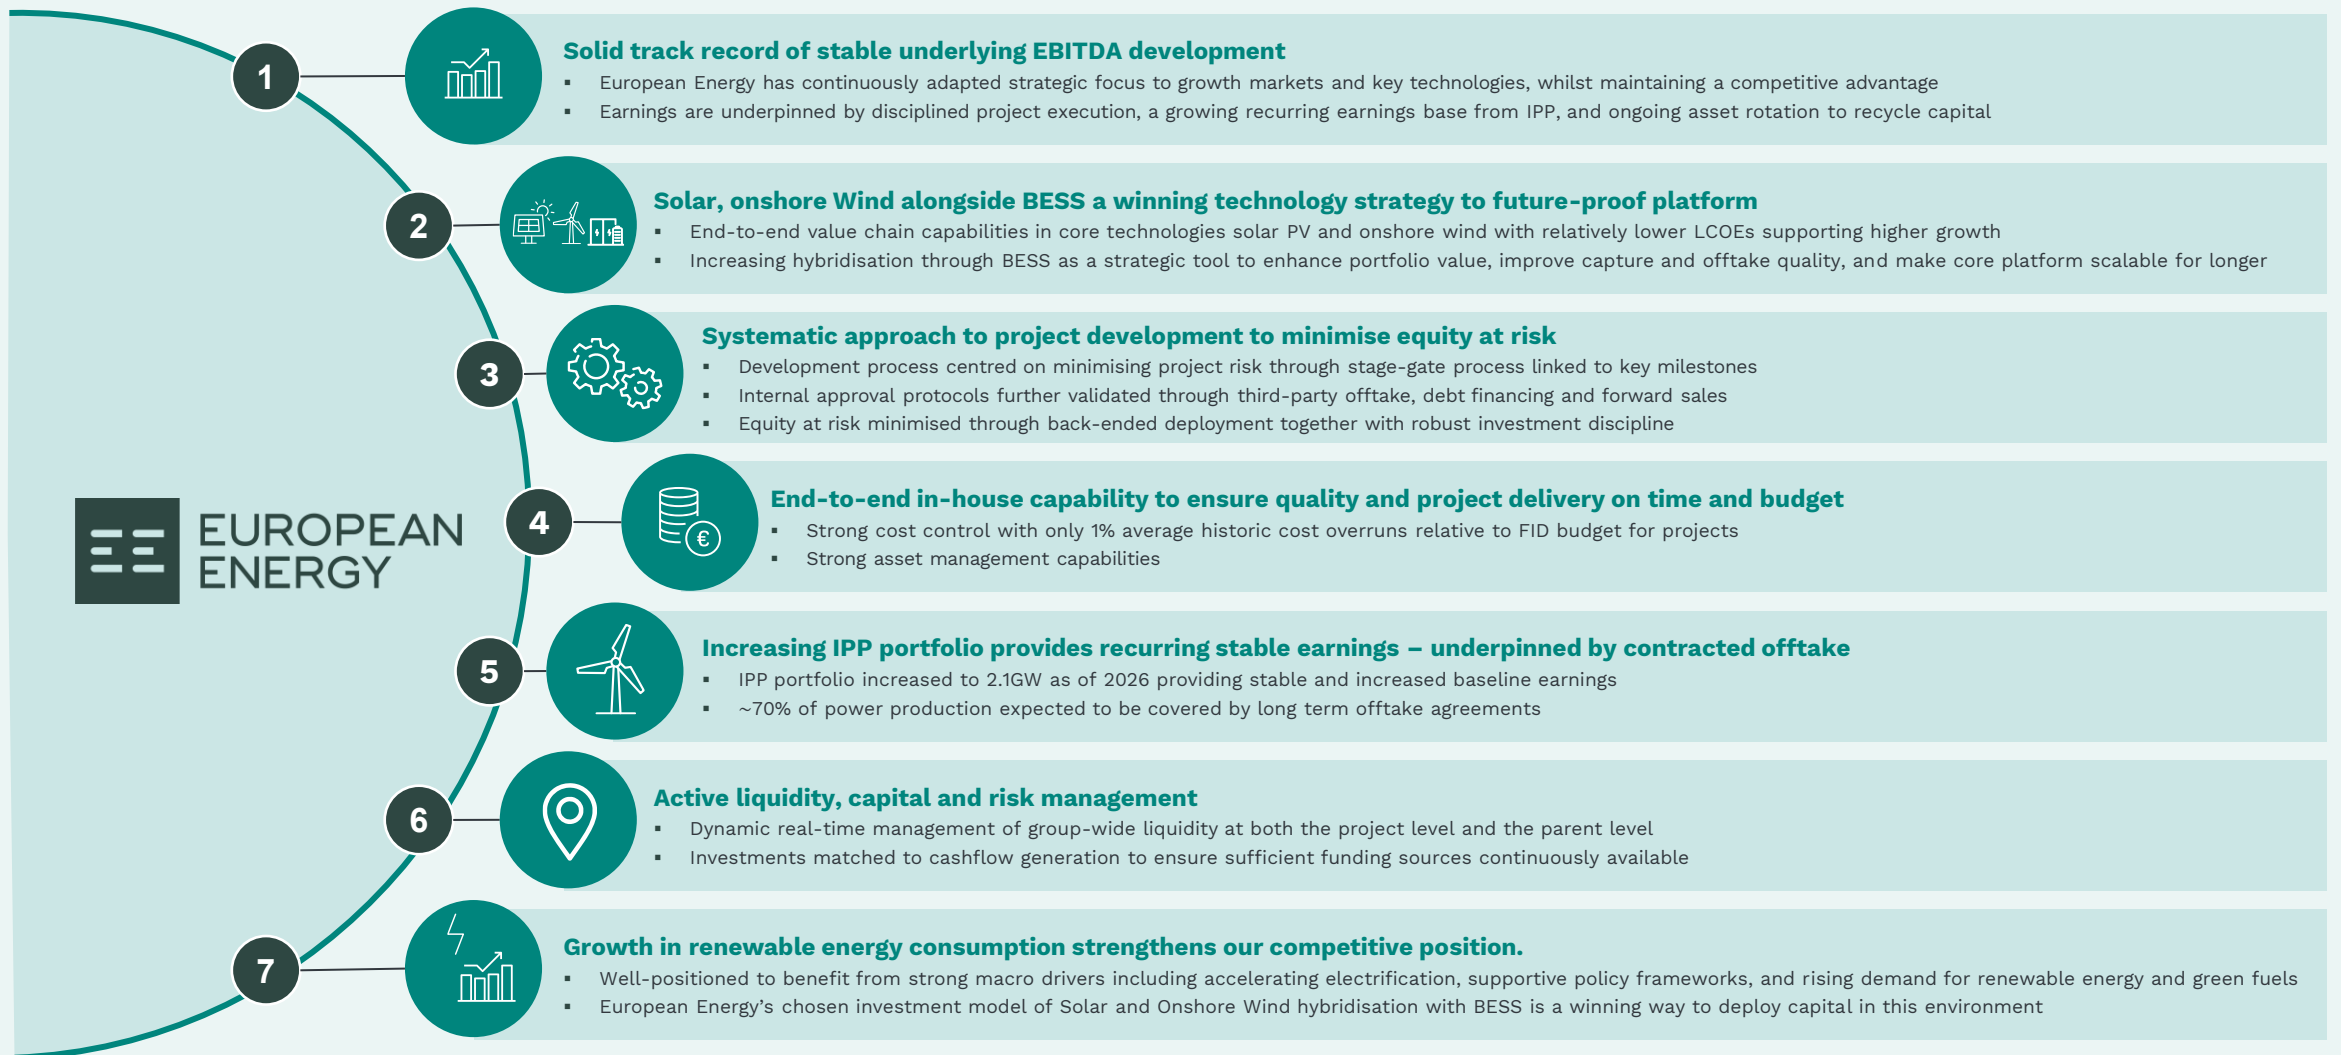 1
Solid track record of stable underlying EBITDA development
▪ European Energy has continuously adapted strategic focus to growth markets and key technologies, whilst maintaining a competitive advantage
▪ Earnings are underpinned by disciplined project execution, a growing recurring earnings base from IPP, and ongoing asset rotation to recycle capital
2
Solar, onshore Wind alongside BESS a winning technology strategy to future-proof platform
▪ End-to-end value chain capabilities in core technologies solar PV and onshore wind with relatively lower LCOEs supporting higher growth
▪ Increasing hybridisation through BESS as a strategic tool to enhance portfolio value, improve capture and offtake quality, and make core platform scalable for longer
3
Systematic approach to project development to minimise equity at risk
▪ Development process centred on minimising project risk through stage-gate process linked to key milestones
▪ Internal approval protocols further validated through third-party offtake, debt financing and forward sales
▪ Equity at risk minimised through back-ended deployment together with robust investment discipline
EUROPEAN
ENERGY
4
€
End-to-end in-house capability to ensure quality and project delivery on time and budget
▪ Strong cost control with only 1% average historic cost overruns relative to FID budget for projects
▪ Strong asset management capabilities
5
Increasing IPP portfolio provides recurring stable earnings – underpinned by contracted offtake
▪ IPP portfolio increased to 2.1GW as of 2026 providing stable and increased baseline earnings
▪ ~70% of power production expected to be covered by long term offtake agreements
6
Active liquidity, capital and risk management
▪ Dynamic real-time management of group-wide liquidity at both the project level and the parent level
▪ Investments matched to cashflow generation to ensure sufficient funding sources continuously available
7
Growth in renewable energy consumption strengthens our competitive position.
▪ Well-positioned to benefit from strong macro drivers including accelerating electrification, supportive policy frameworks, and rising demand for renewable energy and green fuels
▪ European Energy’s chosen investment model of Solar and Onshore Wind hybridisation with BESS is a winning way to deploy capital in this environment